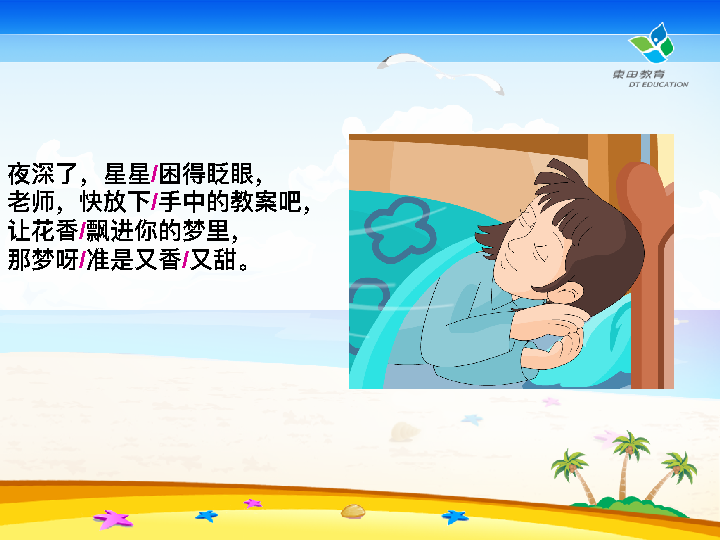 東田教育
DT EDUCATION
夜深了，星星/困得眨眼，
老师，快放下/手中的教案吧，
让花香/飘进你的梦里，
那梦呀/准是又香/又甜。